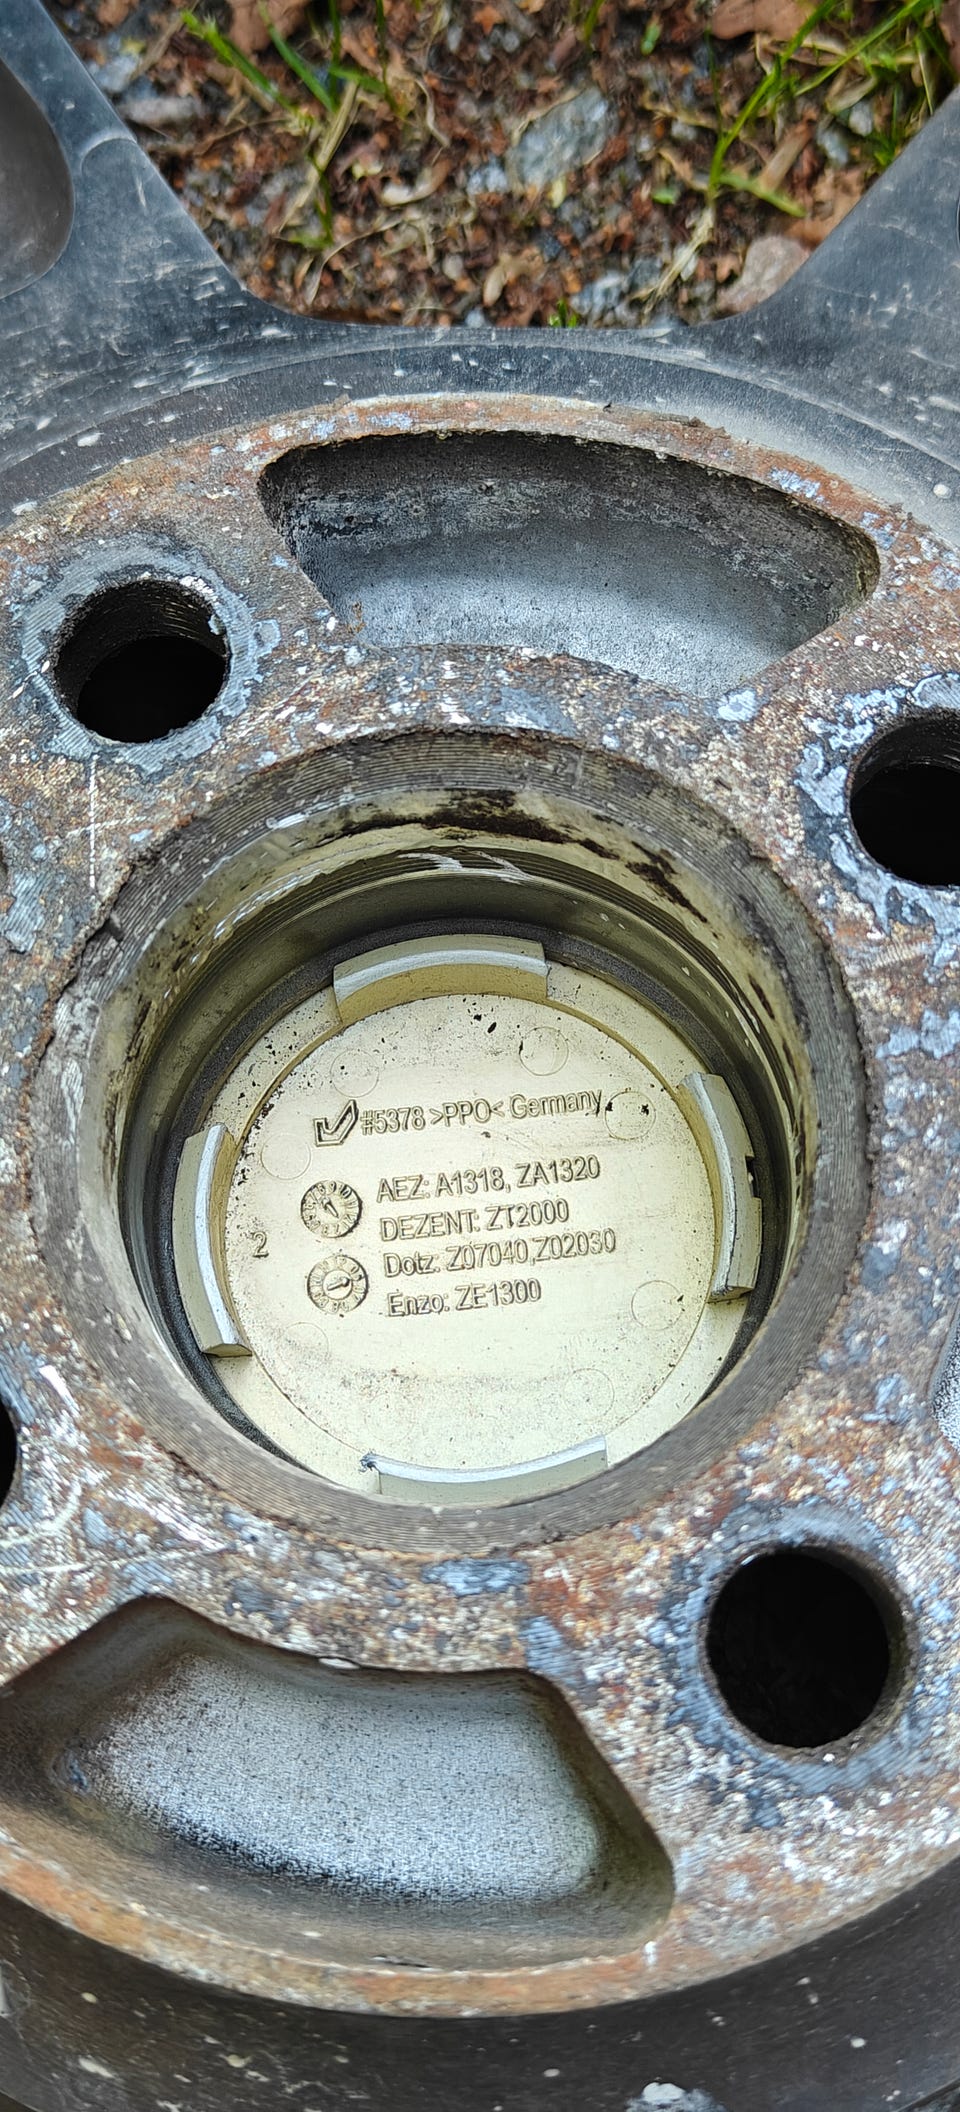 #5378 >PPO< Germany
AEZ: A1318, ZA1320
DEZENT: ZT2000
2
Dotz: Z07040,Z02030
Enzo: ZE1300